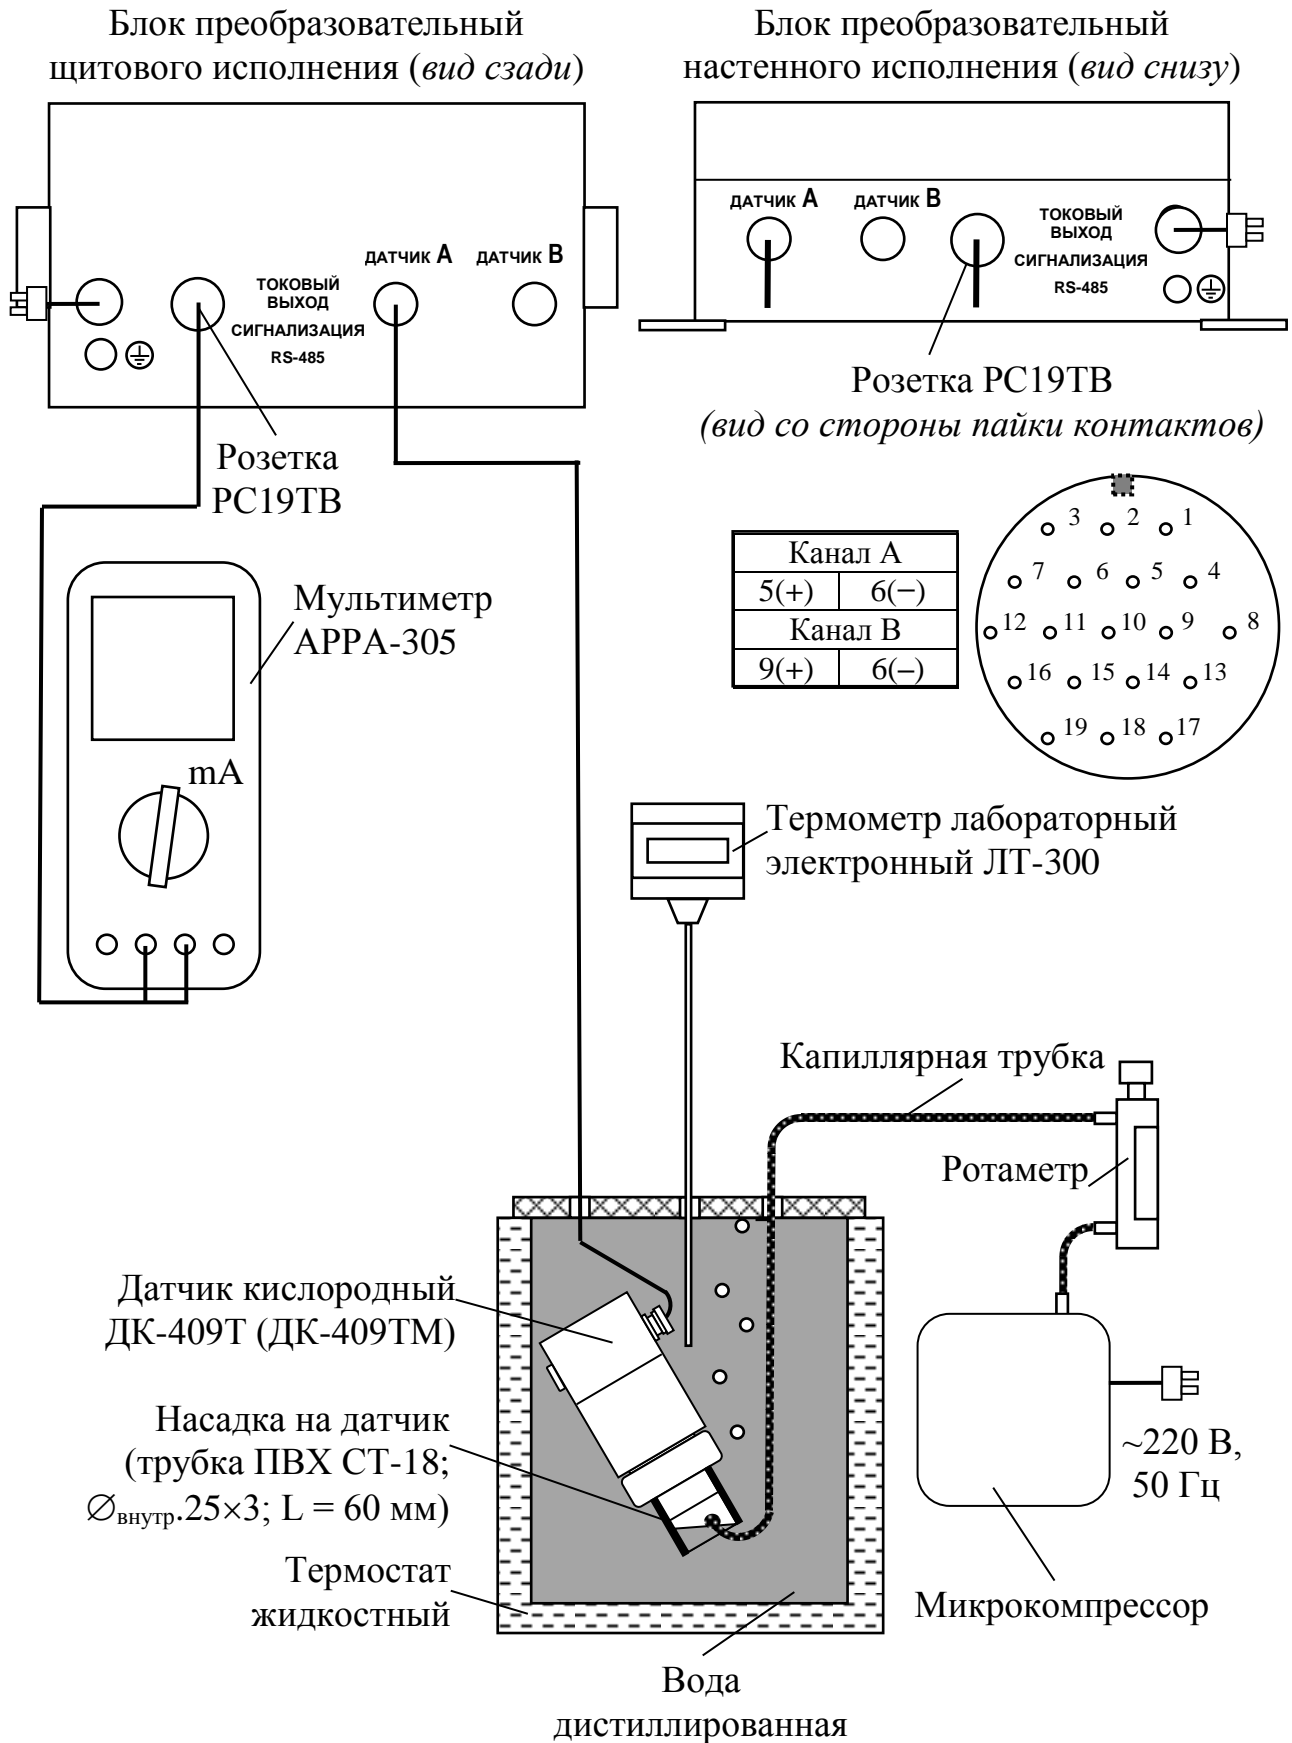 Блок преобразовательный
щитового исполнения (вид сзади)
Блок преобразовательный
настенного исполнения (вид снизу)
ДАТЧИК А
ДАТЧИК В
ТОКОВЫЙ
ВЫХОД
СИГНАЛИЗАЦИЯ
RS-485
ДАТЧИК А
ДАТЧИК В
ТОКОВЫЙ
ВЫХОД
СИГНАЛИЗАЦИЯ
RS-485
Розетка РС19ТВ
(вид со стороны пайки контактов)
Розетка
РС19ТВ
Канал А
5(+) 6(−)
Канал В
9(+) 6(−)
3 2 1
7 6 5 4
12 11 10 9 8
16 15 14 13
19 18 17
Мультиметр
АРРА-305
mA
Термометр лабораторный
электронный ЛТ-300
Капиллярная трубка
Ротаметр
Датчик кислородный
ДК-409Т (ДК-409ТМ)
Насадка на датчик
(трубка ПВХ СТ-18;
∅внутр.25×3; L = 60 мм)
~220 В,
50 Гц
Термостат
жидкостный
Микрокомпрессор
Вода
дистиллированная